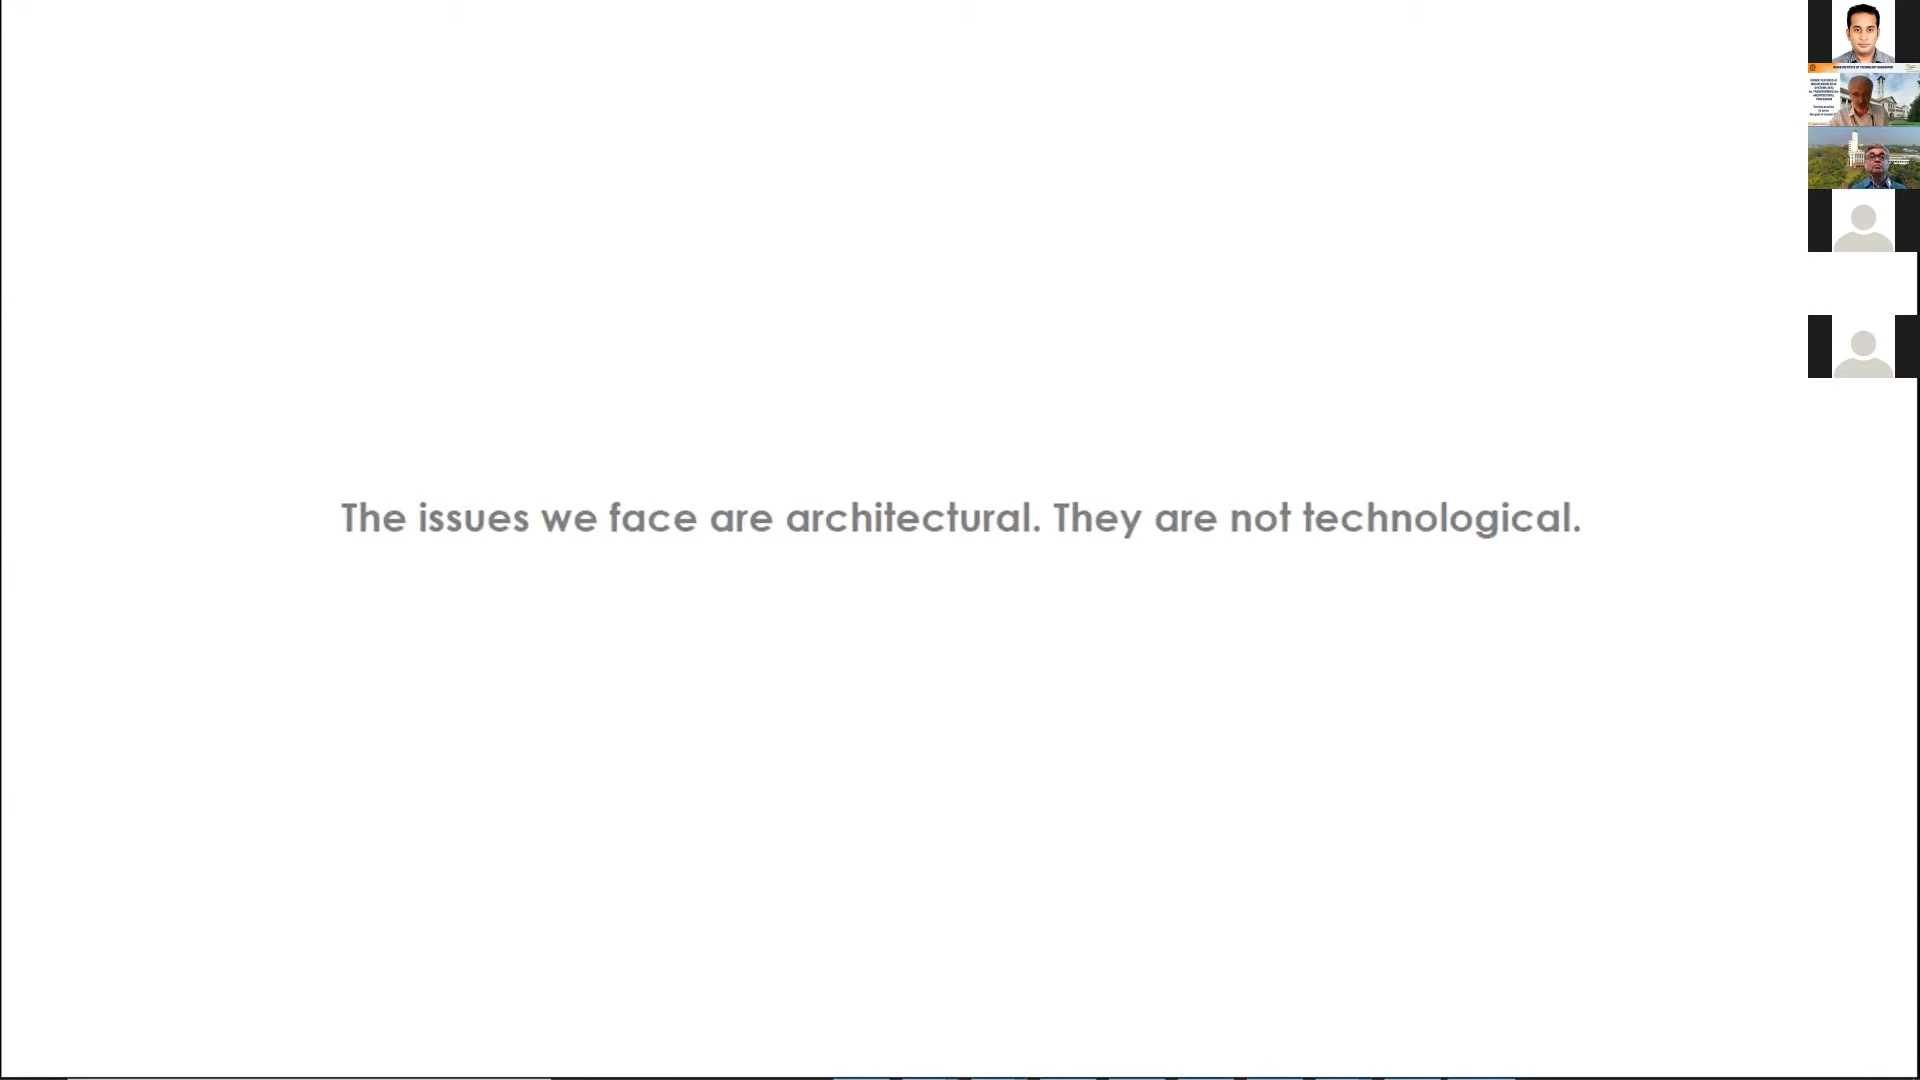 The issues we face are architectural. They are not technological.